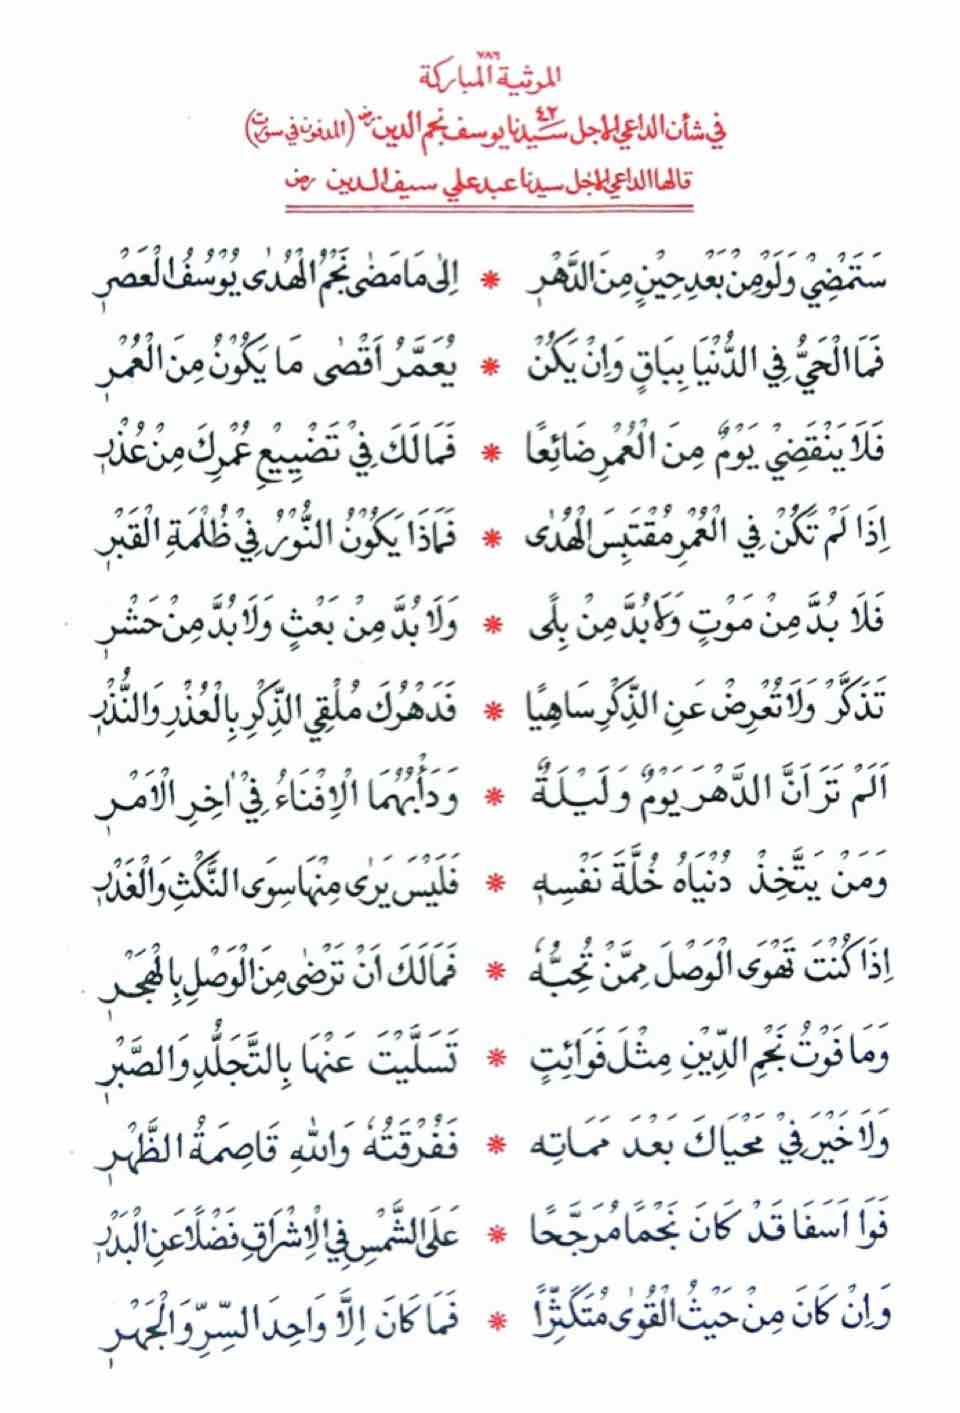 ٧٨٦
المرثية المباركة
في شأن الداعي الاجل ٤٢ سيدنا يوسف نجم الدين رض (المدفون في سورت)
قالها الداعي الاجل سيدنا عبد علي سيف الدين رض
سَتَمْضِيْ وَلَوْ مِنْ بَعْدِ حِيْنٍ مِنَ الدَّهْرِ * اِلٰى مَا مَضٰى نَجْمُ الْهُدٰى يُوْسُفُ الْعَصْرِ
فَمَا الْحَيُّ فِي الدُّنْيَا بِبَاقٍ وَاِنْ يَكُنْ * يُعَمَّرُ اَقْصٰى مَا يَكُوْنُ مِنَ الْعُمْرِ
فَلَا يَنْقَضِيْ يَوْمٌ مِنَ الْعُمْرِ ضَائِعًا * فَمَا لَكَ فِيْ تَضْيِيْعِ عُمْرِكَ مِنْ عُذْرِ
اِذَا لَمْ تَكُنْ فِي الْعُمْرِ مُقْتَبِسَ الْهُدٰى * فَمَاذَا يَكُوْنُ النُّوْرُ فِيْ ظُلْمَةِ الْقَبْرِ
فَلَا بُدَّ مِنْ مَوْتٍ وَلَا بُدَّ مِنْ بِلًى * وَلَا بُدَّ مِنْ بَعْثٍ وَلَا بُدَّ مِنْ حَشْرِ
تَذَكَّرْ وَلَا تُعْرِضْ عَنِ الذِّكْرِ سَاهِيًا * فَدَهْرُكَ مُلْقِي الذِّكْرِ بِالْعُذْرِ وَالنُّذْرِ
اَلَمْ تَرَ اَنَّ الدَّهْرَ يَوْمٌ وَلَيْلَةٌ * وَدَأْبُهُمَا الْاِفْنَاءُ فِيْ اٰخِرِ الْاَمْرِ
وَمَنْ يَتَّخِذْ دُنْيَاهُ خُلَّةَ نَفْسِهٖ * فَلَيْسَ يَرٰى مِنْهَا سِوَى النَّكْثِ وَالْغَدْرِ
اِذَا كُنْتَ تَهْوَى الْوَصْلَ مِمَّنْ تُحِبُّهٗ * فَمَا لَكَ اَنْ تَرْضٰى مِنَ الْوَصْلِ بِالْهَجْرِ
وَمَا فَوْتُ نَجْمِ الدِّيْنِ مِثْلَ فَوَائِتٍ * تَسَلَّيْتَ عَنْهَا بِالتَّجَلُّدِ وَالصَّبْرِ
وَلَا خَيْرَ فِيْ مَحْيَاكَ بَعْدَ مَمَاتِهٖ * فَفُرْقَتُهٗ وَاللهِ قَاصِمَةُ الظَّهْرِ
فَوَا اَسَفَا قَدْ كَانَ نَجْمًا مُرَجَّحًا * عَلَى الشَّمْسِ فِي الْاِشْرَاقِ فَضْلًا عَنِ الْبَدْرِ
وَاِنْ كَانَ مِنْ حَيْثُ الْقُوٰى مُتَكَثِّرًا * فَمَا كَانَ اِلَّا وَاحِدَ السِّرِّ وَالْجَهْرِ